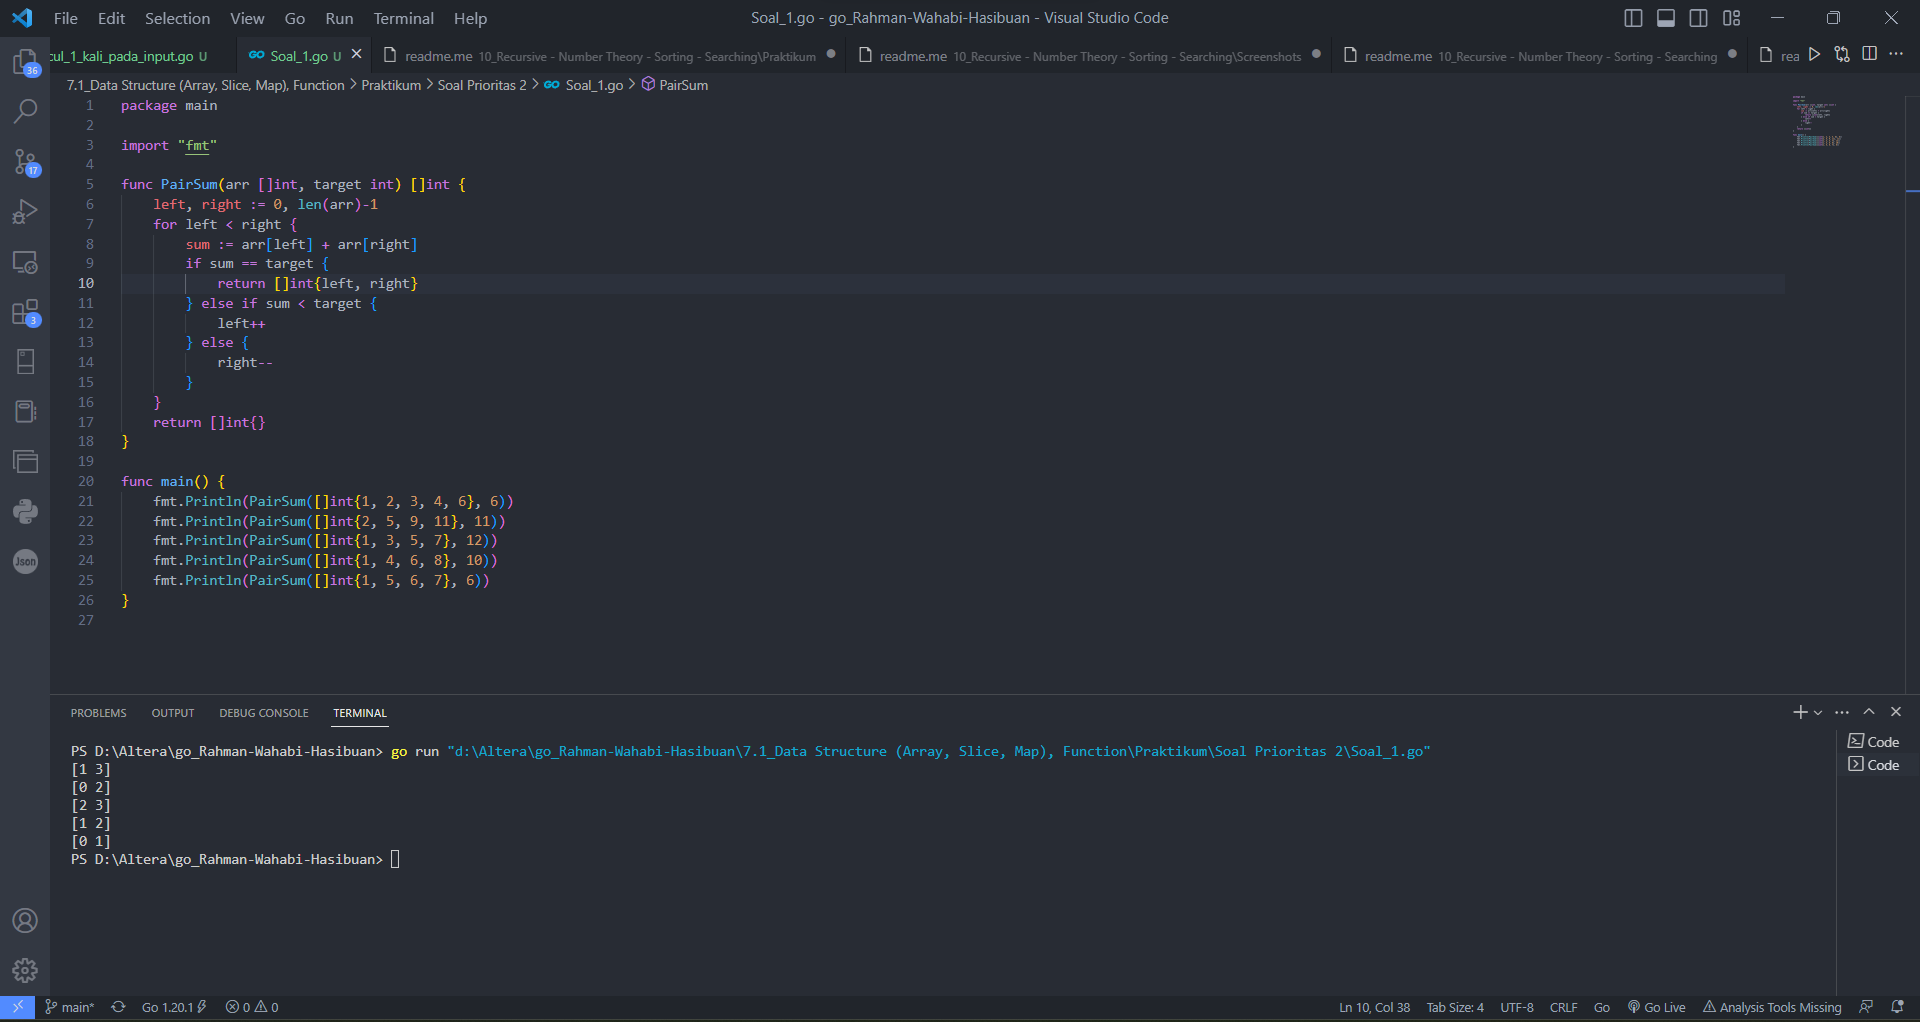 File Edit Selection View Go Run Terminal Help
Soal_1.go - go_Rahman-Wahabi-Hasibuan - Visual Studio Code
cul_1_kali_pada_input.go U
Soal_1.go U
readme.me 10_Recursive - Number Theory - Sorting - Searching\Praktikum
readme.me 10_Recursive - Number Theory - Sorting - Searching\Screenshots
readme.me 10_Recursive - Number Theory - Sorting - Searching
rea
7.1_Data Structure (Array, Slice, Map), Function > Praktikum > Soal Prioritas 2 > Soal_1.go > PairSum
1 package main
2
3 import "fmt"
4
5 func PairSum(arr []int, target int) []int {
6 left, right := 0, len(arr)-1
7 for left < right {
8 sum := arr[left] + arr[right]
9 if sum == target {
10 return []int{left, right}
11 } else if sum < target {
12 left++
13 } else {
14 right--
15 }
16 }
17 return []int{}
18 }
19
20 func main() {
21 fmt.Println(PairSum([]int{1, 2, 3, 4, 6}, 6))
22 fmt.Println(PairSum([]int{2, 5, 9, 11}, 11))
23 fmt.Println(PairSum([]int{1, 3, 5, 7}, 12))
24 fmt.Println(PairSum([]int{1, 4, 6, 8}, 10))
25 fmt.Println(PairSum([]int{1, 5, 6, 7}, 6))
26 }
27
36
17
3
Json
PROBLEMS OUTPUT DEBUG CONSOLE TERMINAL
PS D:\Altera\go_Rahman-Wahabi-Hasibuan> go run "d:\Altera\go_Rahman-Wahabi-Hasibuan\7.1_Data Structure (Array, Slice, Map), Function\Praktikum\Soal Prioritas 2\Soal_1.go"
[1 3]
[0 2]
[2 3]
[1 2]
[0 1]
PS D:\Altera\go_Rahman-Wahabi-Hasibuan>
Code
Code
main* Go 1.20.1 0 0
Ln 10, Col 38 Tab Size: 4 UTF-8 CRLF Go Go Live Analysis Tools Missing